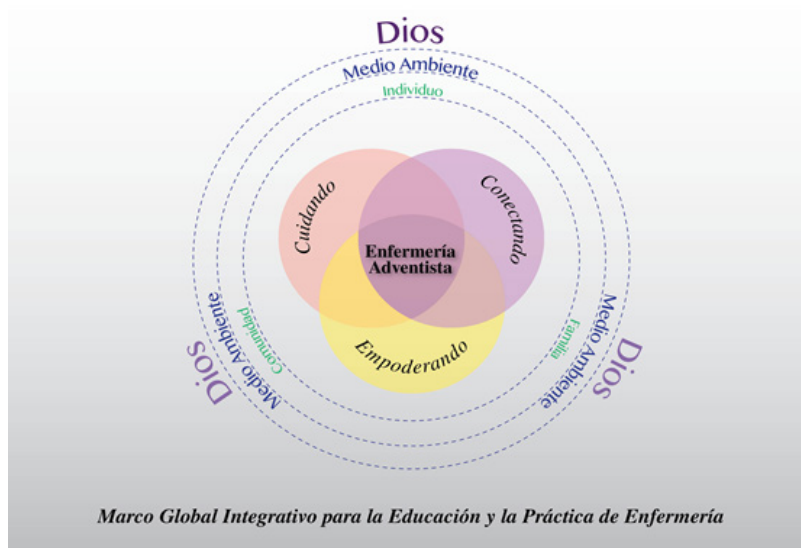 Dios
Medio Ambiente
Individuo
Cuidando
Conectando
Enfermería
Adventista
Empoderando
Comunidad
Medio Ambiente
Dios
Familia
Medio Ambiente
Dios
Marco Global Integrativo para la Educación y la Práctica de Enfermería